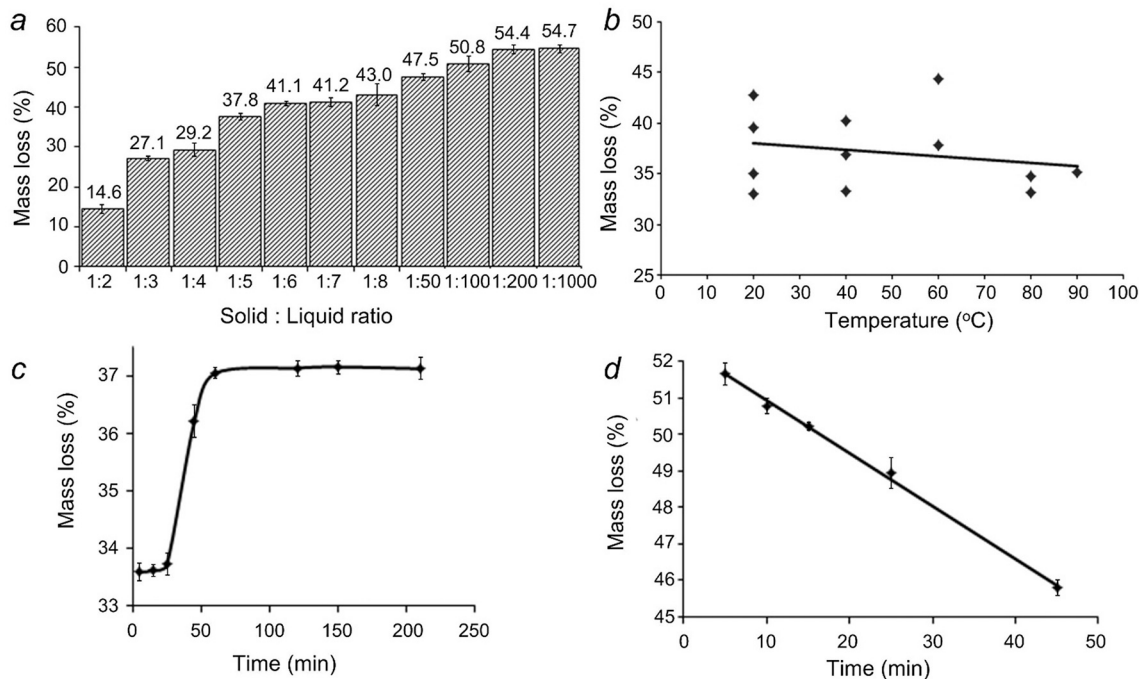 a
Mass loss (%)
60
50
40
30
20
10
0
14.6
27.1
29.2
37.8
41.1
41.2
43.0
47.5
50.8
54.4
54.7
1:2 1:3 1:4 1:5 1:6 1:7 1:8 1:50 1:100 1:200 1:1000
Solid : Liquid ratio
b
Mass loss (%)
50
45
40
35
30
25
0 10 20 30 40 50 60 70 80 90 100
Temperature (°C)
c
Mass loss (%)
37
36
35
34
33
0 50 100 150 200 250
Time (min)
d
Mass loss (%)
52
51
50
49
48
47
46
45
0 10 20 30 40 50
Time (min)